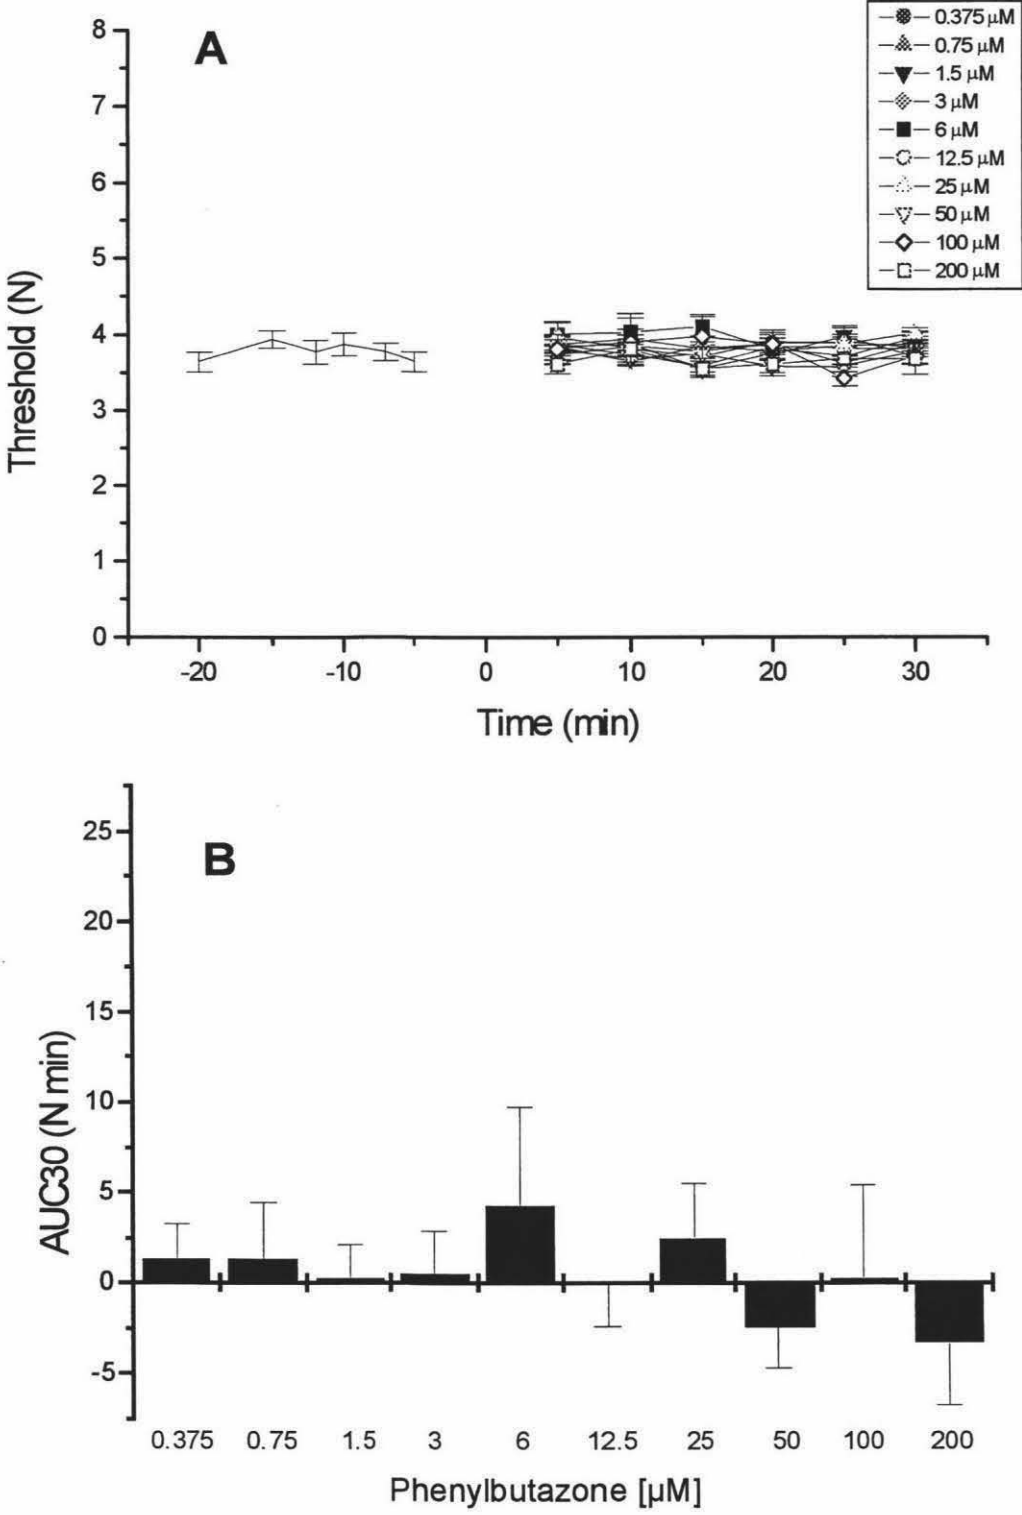 A
0.375 µM
0.75 µM
1.5 µM
3 µM
6 µM
12.5 µM
25 µM
50 µM
100 µM
200 µM
8
7
6
5
4
3
2
1
0
Threshold (N)
-20 -10 0 10 20 30
Time (min)
B
25
20
15
10
5
0
-5
AUC30 (N min)
0.375 0.75 1.5 3 6 12.5 25 50 100 200
Phenylbutazone [µM]